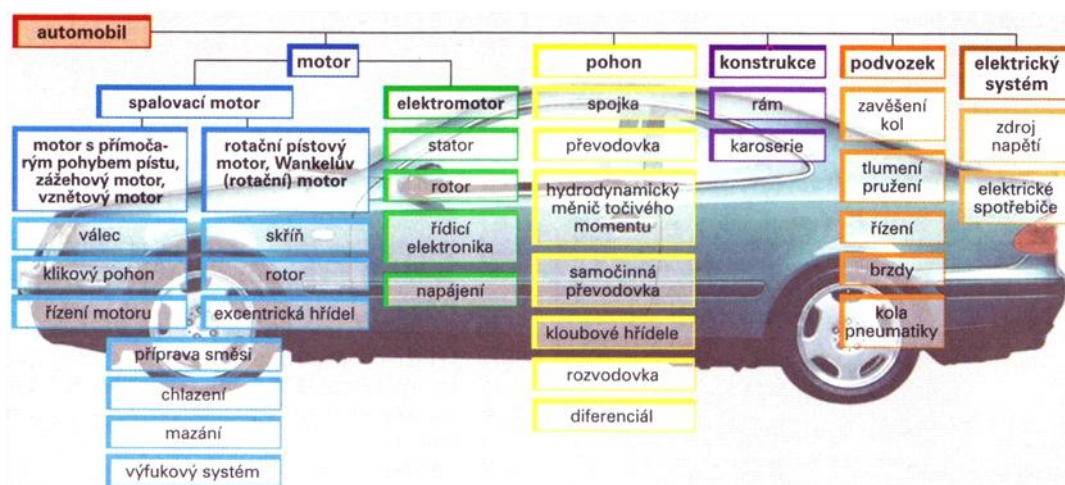 automobil
motor
pohon
konstrukce
podvozek
elektrický
systém
spalovací motor
elektromotor
motor s přímoča-
rým pohybem pístu,
zážehový motor,
vznětový motor
rotační pístový
motor, Wankelův
(rotační) motor
válec
klikový pohon
řízení motoru
skříň
rotor
excentrická hřídel
příprava směsi
chlazení
mazání
výfukový systém
stator
rotor
řídicí
elektronika
napájení
spojka
převodovka
hydrodynamický
měnič točivého
momentu
samočinná
převodovka
kloubové hřídele
rozvodovka
diferenciál
rám
karoserie
zavěšení
kol
tlumení
pružení
řízení
brzdy
kola
pneumatiky
zdroj
napětí
elektrické
spotřebiče